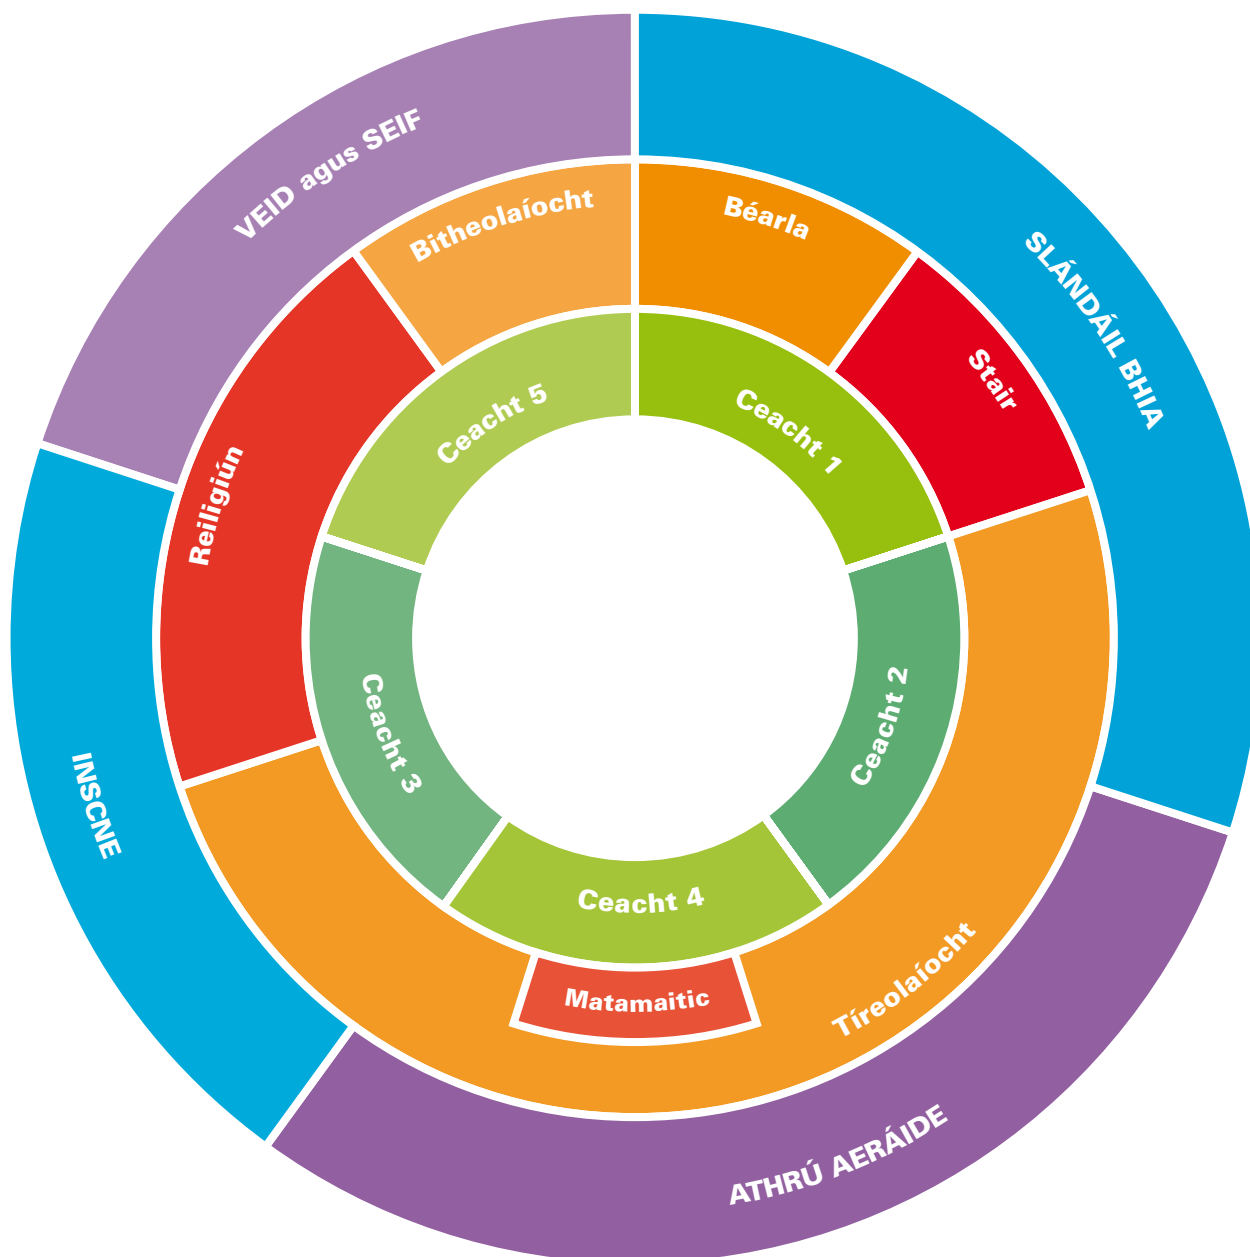 VEID agus SEIF
SLÁNDÁIL BHIA
ATHRÚ AERÁIDE
INSCNE
Bitheolaíocht
Béarla
Stair
Tíreolaíocht
Matamaitic
Reiligiún
Ceacht 1
Ceacht 2
Ceacht 4
Ceacht 3
Ceacht 5